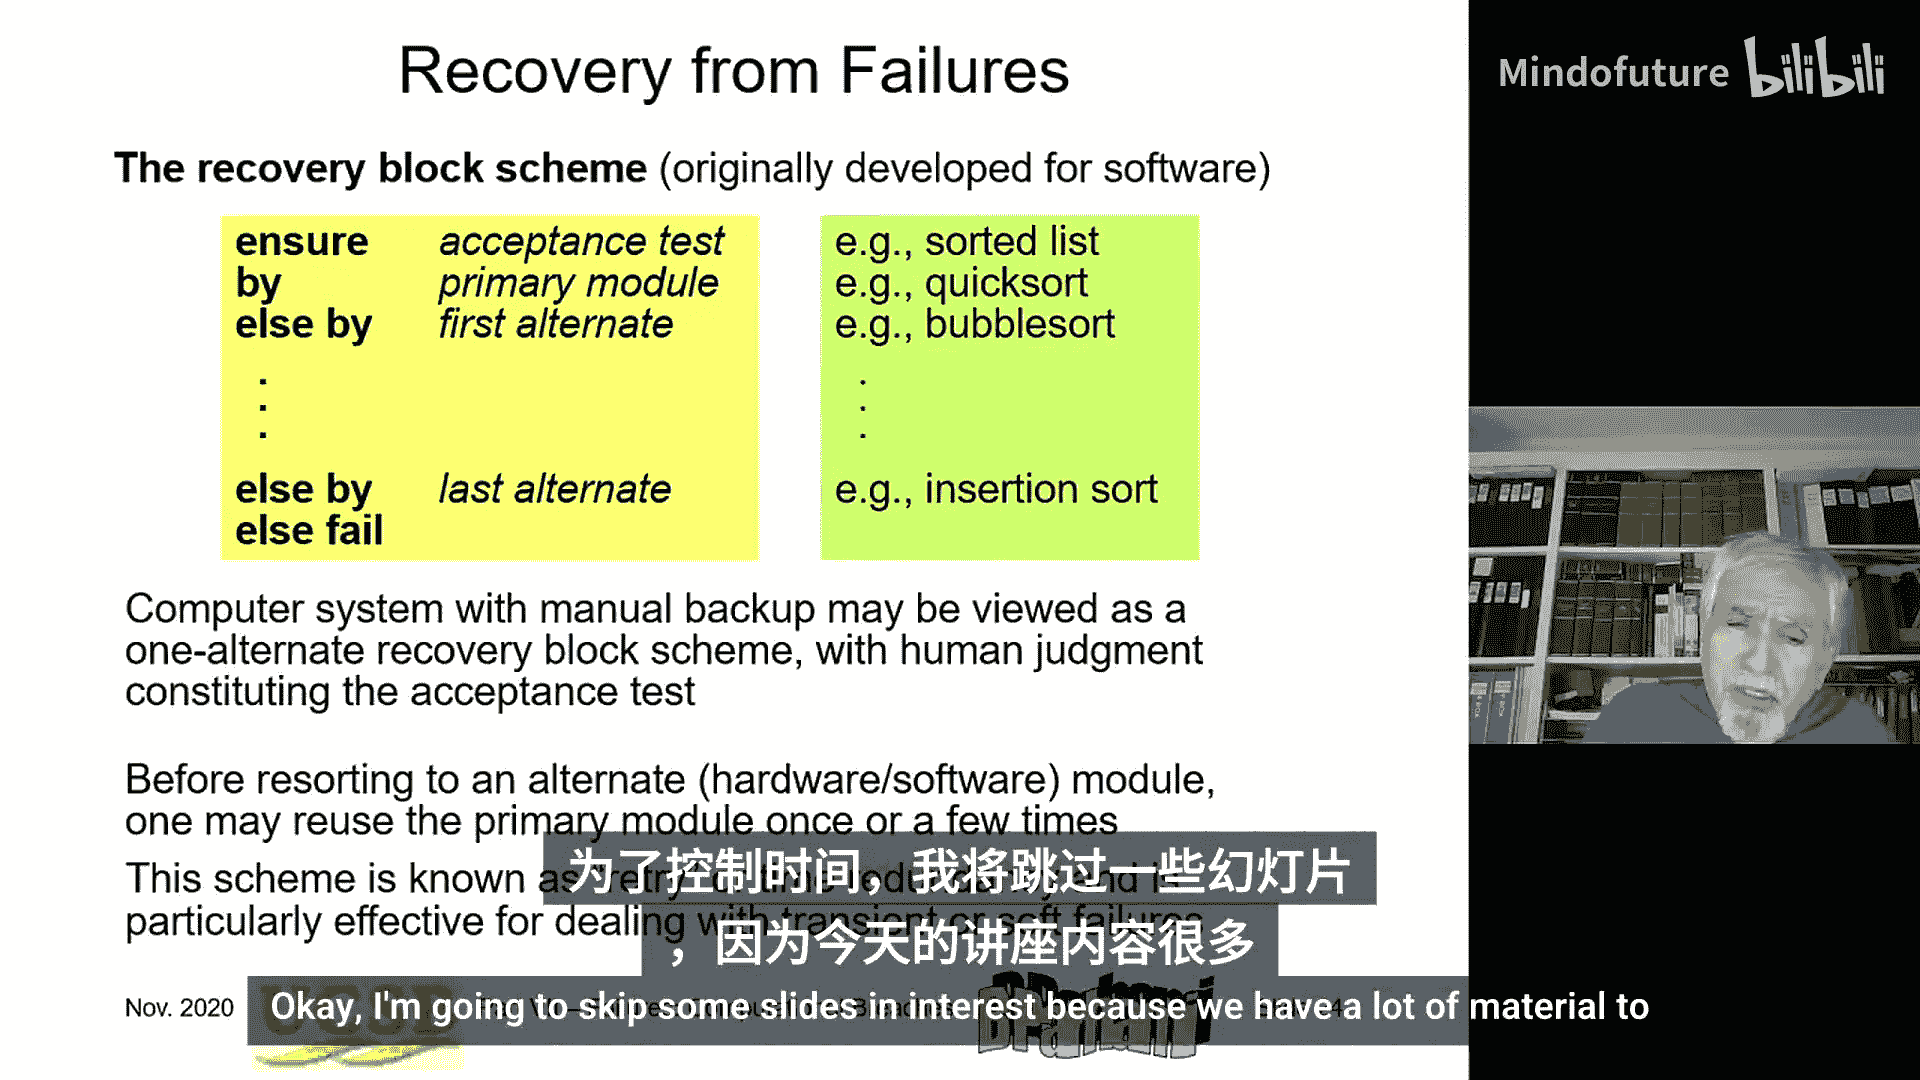 Recovery from Failures
Mindofuture bilibili
The recovery block scheme (originally developed for software)
ensure acceptance test e.g., sorted list
by primary module e.g., quicksort
else by first alternate e.g., bubblesort
else by last alternate e.g., insertion sort
else fail
Computer system with manual backup may be viewed as a
one-alternate recovery block scheme, with human judgment
constituting the acceptance test
Before resorting to an alternate (hardware/software) module,
one may reuse the primary module once or a few times
This scheme is known as
particularly effective for dealing with transient or soft failures
为了控制时间，我将跳过一些幻灯片
，因为今天的讲座内容很多
Nov. 2020
Okay, I'm going to skip some slides in interest because we have a lot of material to